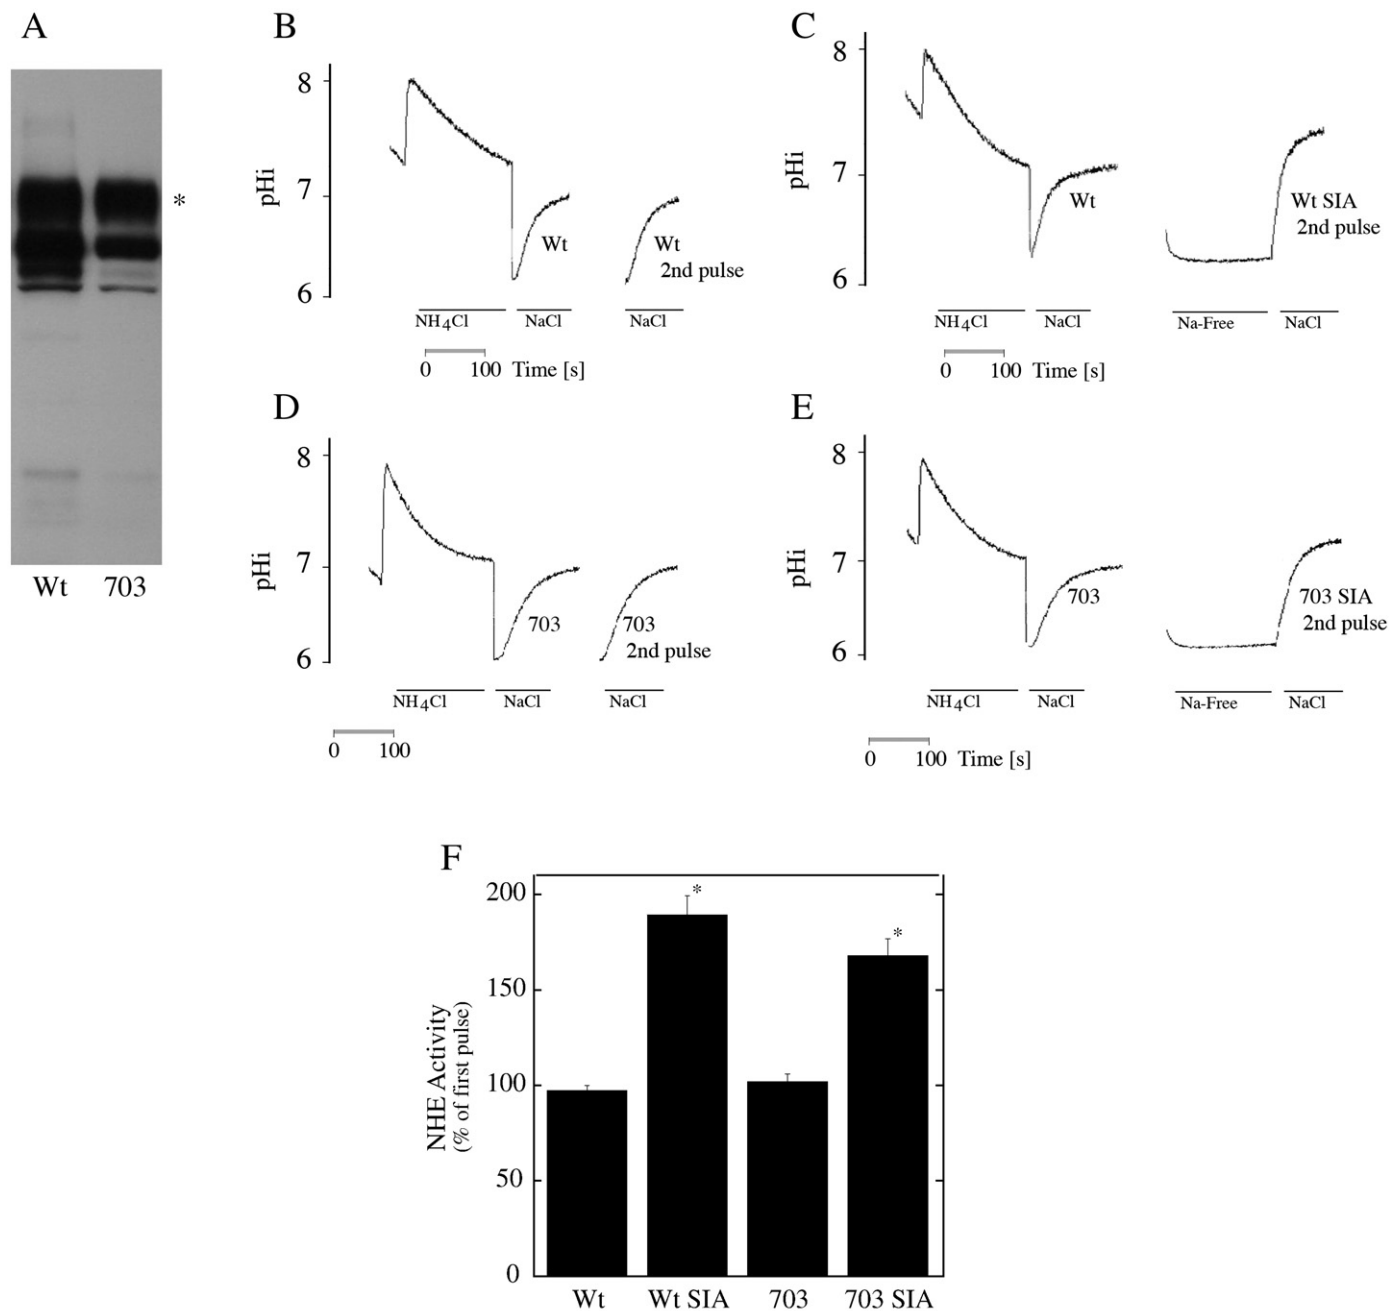 A
*
Wt 703
B
8
7
6
pHi
Wt
Wt
2nd pulse
NH4Cl NaCl NaCl
0 100 Time [s]
C
8
7
6
pHi
Wt
Wt SIA
2nd pulse
NH4Cl NaCl Na-Free NaCl
0 100 Time [s]
D
8
7
6
pHi
703
703
2nd pulse
NH4Cl NaCl NaCl
0 100
E
8
7
6
pHi
703
703 SIA
2nd pulse
NH4Cl NaCl Na-Free NaCl
0 100 Time [s]
F
200
150
100
50
0
NHE Activity
(% of first pulse)
*
*
Wt Wt SIA 703 703 SIA